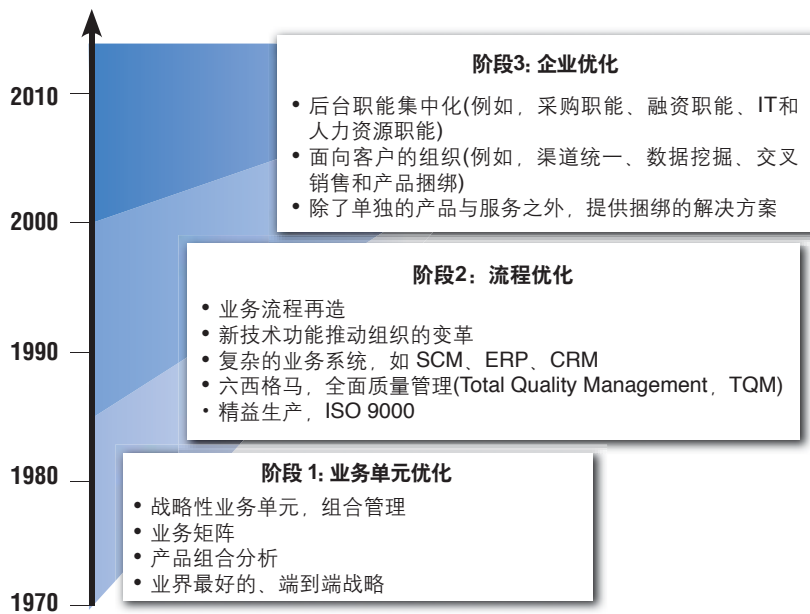 2010
2000
1990
1980
1970
阶段3: 企业优化
• 后台职能集中化(例如，采购职能、融资职能、IT和
人力资源职能)
• 面向客户的组织(例如，渠道统一、数据挖掘、交叉
销售和产品捆绑)
• 除了单独的产品与服务之外，提供捆绑的解决方案
阶段2：流程优化
• 业务流程再造
• 新技术功能推动组织的变革
• 复杂的业务系统，如 SCM、ERP、CRM
• 六西格马，全面质量管理(Total Quality Management，TQM)
• 精益生产，ISO 9000
阶段 1: 业务单元优化
• 战略性业务单元，组合管理
• 业务矩阵
• 产品组合分析
• 业界最好的、端到端战略